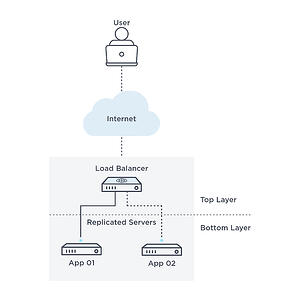 User
Internet
Load Balancer
Top Layer
Replicated Servers
Bottom Layer
App 01
App 02